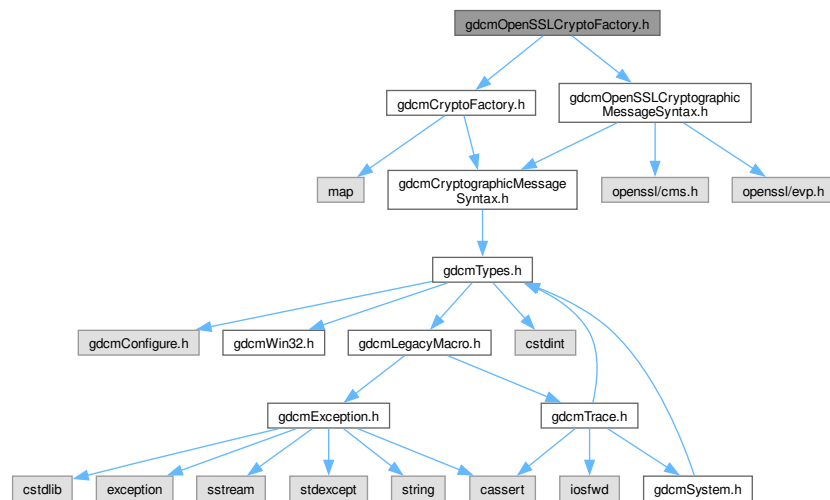 gdcmOpenSSLCryptoFactory.h
gdcmCryptoFactory.h
gdcmOpenSSLCryptographic
MessageSyntax.h
map
gdcmCryptographicMessage
Syntax.h
openssl/cms.h
openssl/evp.h
gdcmTypes.h
gdcmConfigure.h
gdcmWin32.h
gdcmLegacyMacro.h
cstdint
gdcmException.h
gdcmTrace.h
cstdlib
exception
sstream
stdexcept
string
cassert
iosfwd
gdcmSystem.h